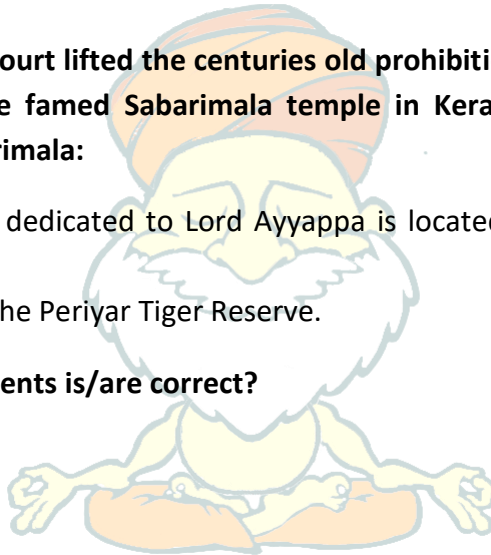 ourt lifted the centuries old prohibiti
e famed Sabarimala temple in Kera
rimala:
dedicated to Lord Ayyappa is located
he Periyar Tiger Reserve.
ents is/are correct?